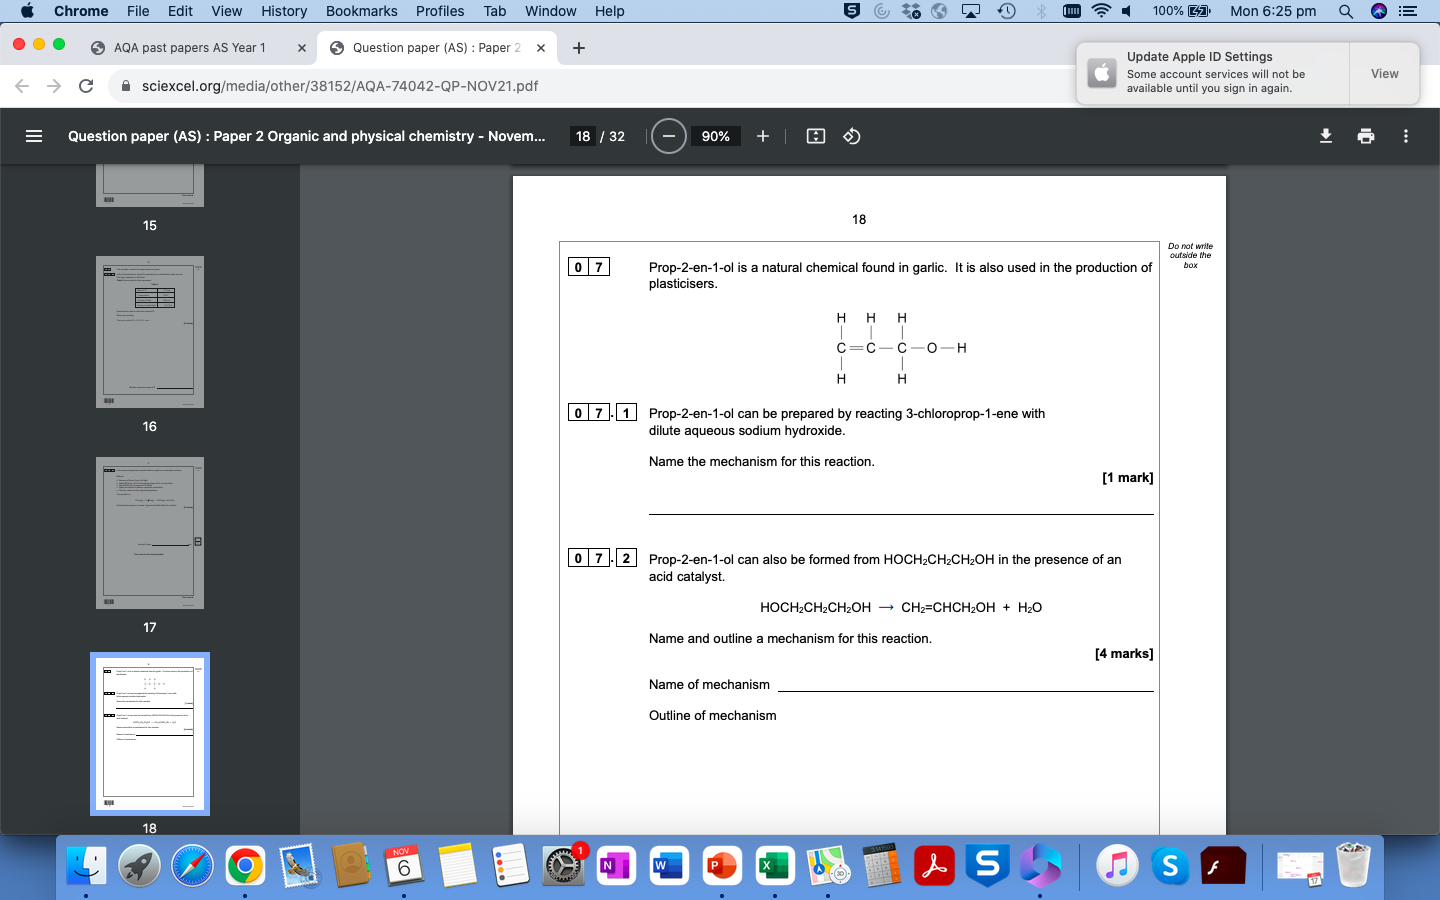 Chrome File Edit View History Bookmarks Profiles Tab Window Help 100% Mon 6:25 pm
AQA past papers AS Year 1
Question paper (AS) : Paper 2
Update Apple ID Settings
Some account services will not be
available until you sign in again.
View
sciexcel.org/media/other/38152/AQA-74042-QP-NOV21.pdf
Question paper (AS) : Paper 2 Organic and physical chemistry - Novem... 18 / 32 90%
15
16
17
18
18
Do not write
outside the
box
0 7 Prop-2-en-1-ol is a natural chemical found in garlic. It is also used in the production of
plasticisers.
H H H
C=C—C—O—H
H H
0 7 . 1 Prop-2-en-1-ol can be prepared by reacting 3-chloroprop-1-ene with
dilute aqueous sodium hydroxide.
Name the mechanism for this reaction.
[1 mark]
0 7 . 2 Prop-2-en-1-ol can also be formed from HOCH₂CH₂CH₂OH in the presence of an
acid catalyst.
HOCH₂CH₂CH₂OH → CH₂=CHCH₂OH + H₂O
Name and outline a mechanism for this reaction.
[4 marks]
Name of mechanism
Outline of mechanism
NOV
6
1
N
W
P
X
3D
S
S
f
17